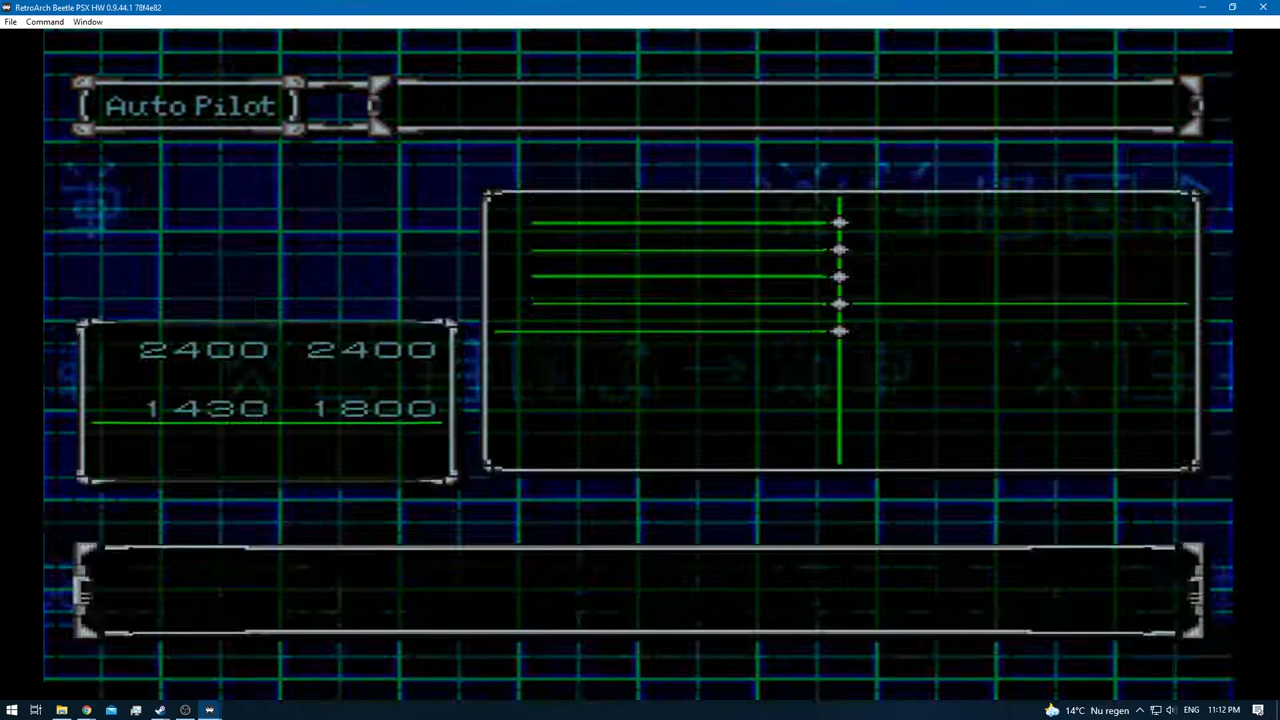 RetroArch Beetle PSX HW 0.9.44.1 78f4e82
File Command Window
Auto Pilot
2400 2400
1430 1800
14°C Nu regen ENG 11:12 PM